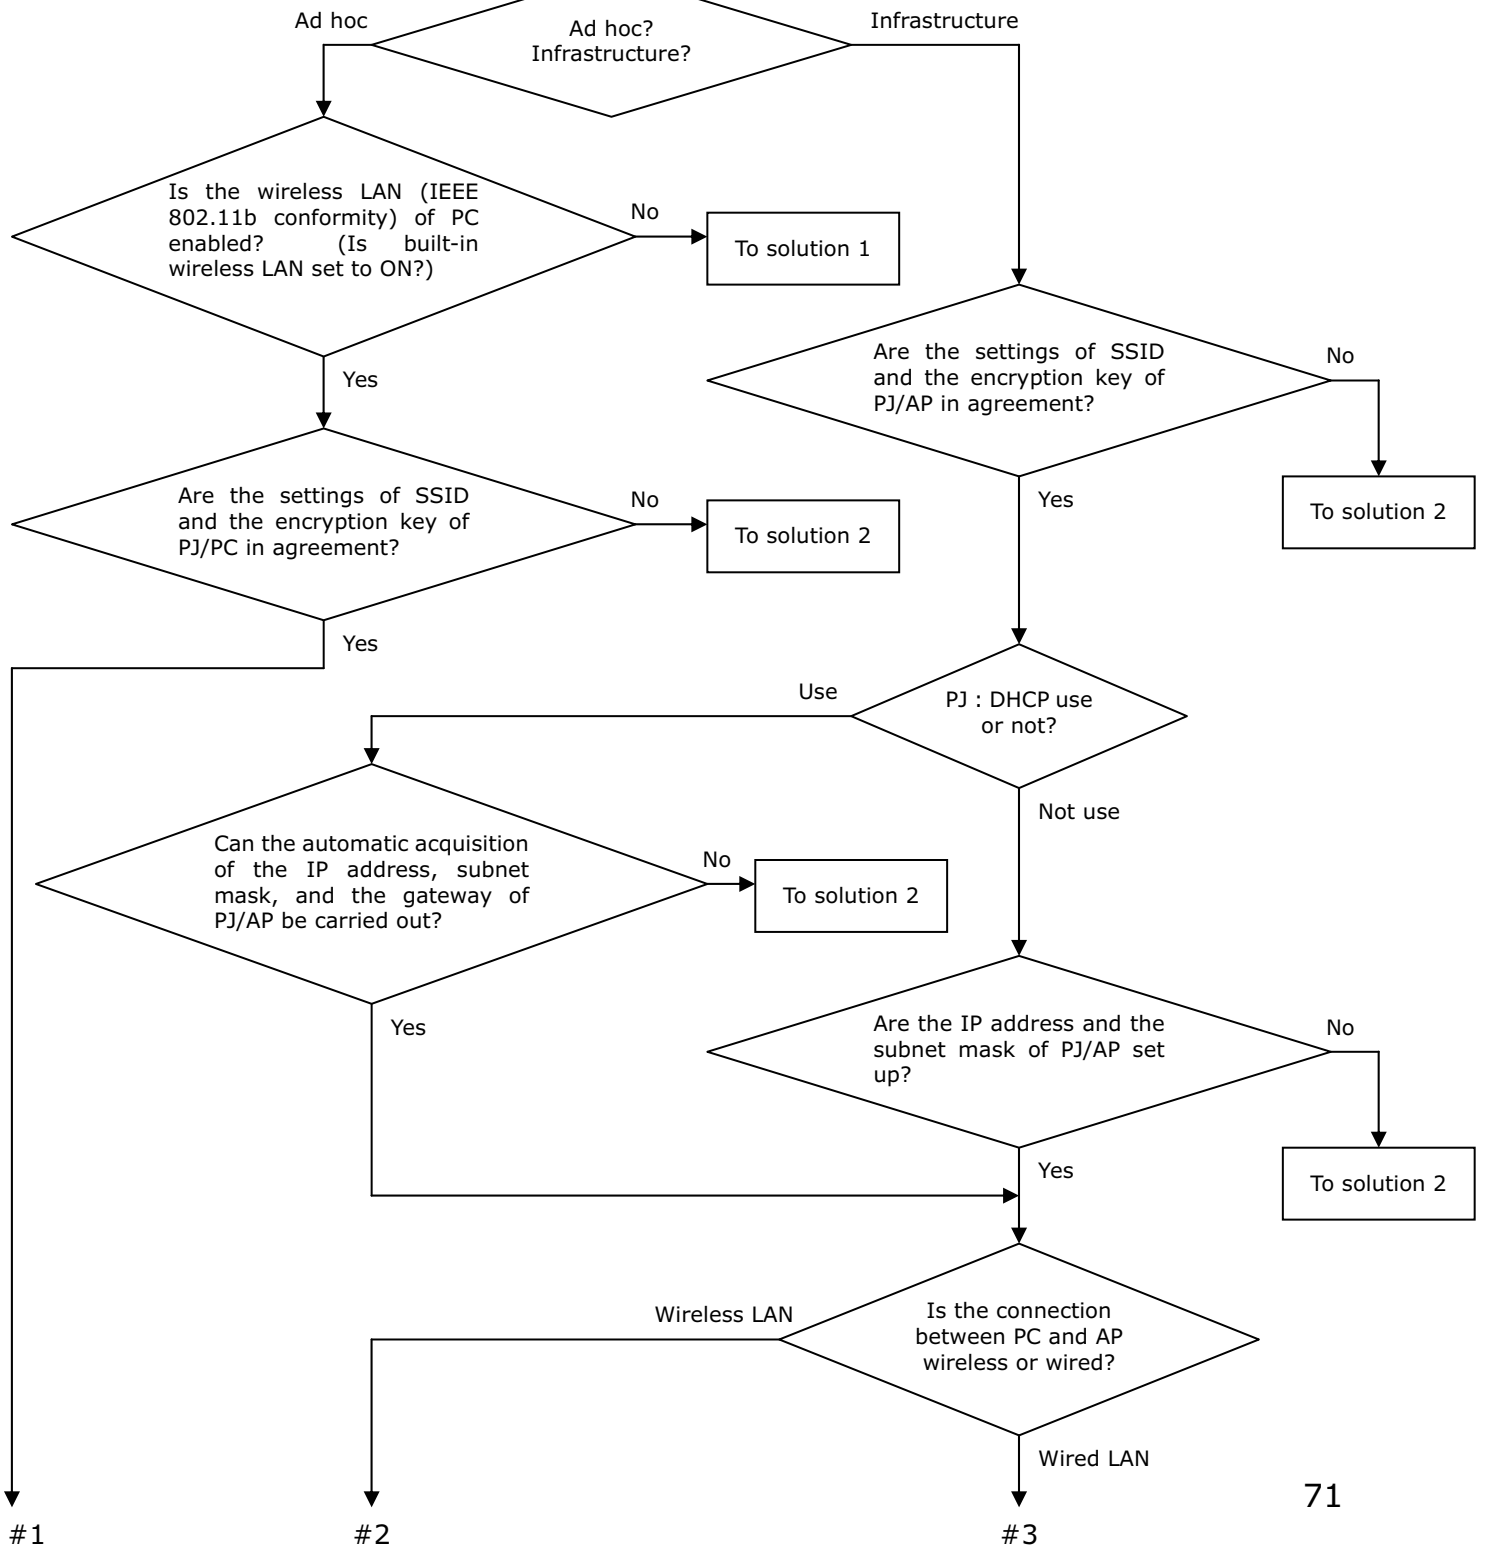 Ad hoc
Ad hoc?
Infrastructure?
Infrastructure
Is the wireless LAN (IEEE
802.11b conformity) of PC
enabled? (Is built-in
wireless LAN set to ON?)
No
To solution 1
Yes
Are the settings of SSID
and the encryption key of
PJ/AP in agreement?
No
To solution 2
Yes
Are the settings of SSID
and the encryption key of
PJ/PC in agreement?
No
To solution 2
Yes
PJ : DHCP use
or not?
Use
Not use
Can the automatic acquisition
of the IP address, subnet
mask, and the gateway of
PJ/AP be carried out?
No
To solution 2
Yes
Are the IP address and the
subnet mask of PJ/AP set
up?
No
To solution 2
Yes
Is the connection
between PC and AP
wireless or wired?
Wireless LAN
Wired LAN
71
#1
#2
#3